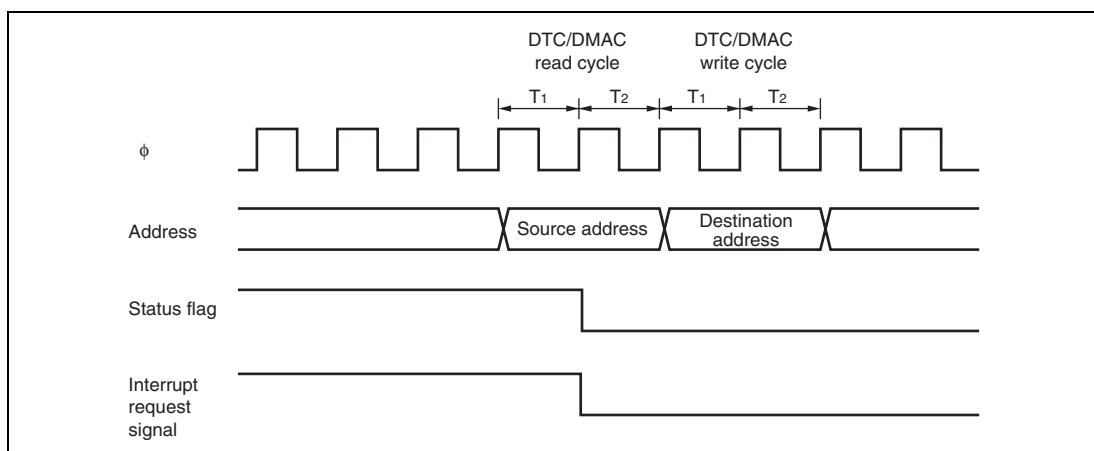 DTC/DMAC DTC/DMAC
read cycle write cycle
T1 T2 T1 T2
ϕ
Address Source address Destination address
Status flag
Interrupt
request
signal